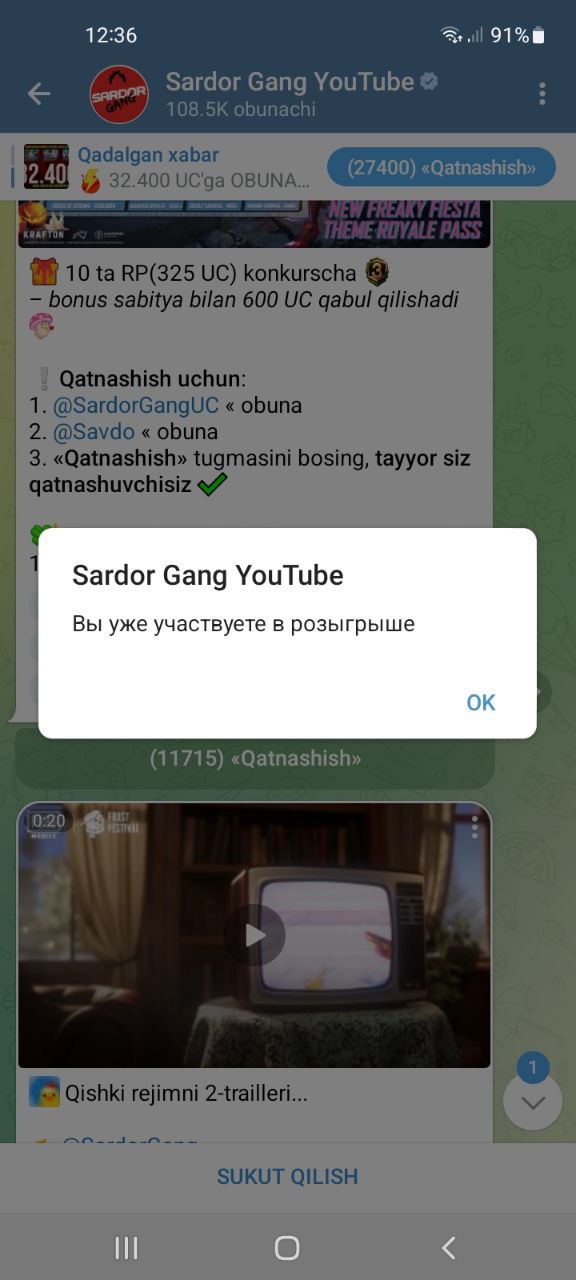 12:36
91%
SARDOR GANG
Sardor Gang YouTube
108.5K obunachi
Qadalgan xabar
32.400 UC'ga OBUNA...
(27400) «Qatnashish»
KRAFTON
NEW FREAKY FIESTA
THEME ROYALE PASS
10 ta RP(325 UC) konkurscha
– bonus sabitya bilan 600 UC qabul qilishadi
Qatnashish uchun:
1. @SardorGangUC « obuna
2. @Savdo « obuna
3. «Qatnashish» tugmasini bosing, tayyor siz
qatnashuvchisiz
1
Sardor Gang YouTube
Вы уже участвуете в розыгрыше
OK
(11715) «Qatnashish»
0:20
MOBILE
FROST
FESTIVAL
1
Qishki rejimni 2-trailleri...
@SardorGang
SUKUT QILISH